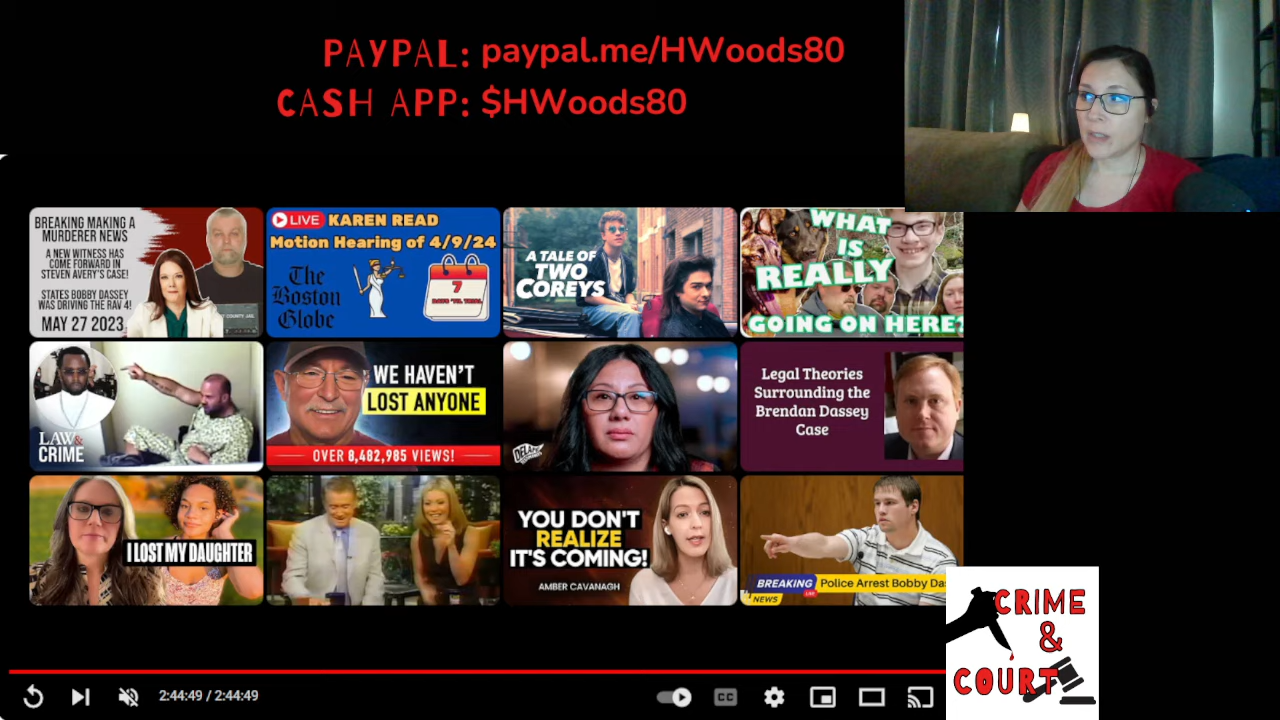 PAYPAL: paypal.me/HWoods80
CASH APP: $HWoods80
BREAKING MAKING A
MURDERER NEWS
A NEW WITNESS HAS
COME FORWARD IN
STEVEN AVERY'S CASE!
STATES BOBBY DASSEY
WAS DRIVING THE RAV 4!
MAY 27 2023
LIVE KAREN READ
Motion Hearing of 4/9/24
The
Boston
Globe
7
DAYS 'TIL TRIAL
A TALE OF
TWO
COREYS
WHAT
IS
REALLY
GOING ON HERE?
LAW&
CRIME
WE HAVEN'T
LOST ANYONE
OVER 8,482,985 VIEWS!
Legal Theories
Surrounding the
Brendan Dassey
Case
I LOST MY DAUGHTER
YOU DON'T
REALIZE
IT'S COMING!
AMBER CAVANAGH
BREAKING Police Arrest Bobby Das
NEWS
CRIME
&
COURT
2:44:49 / 2:44:49
CC